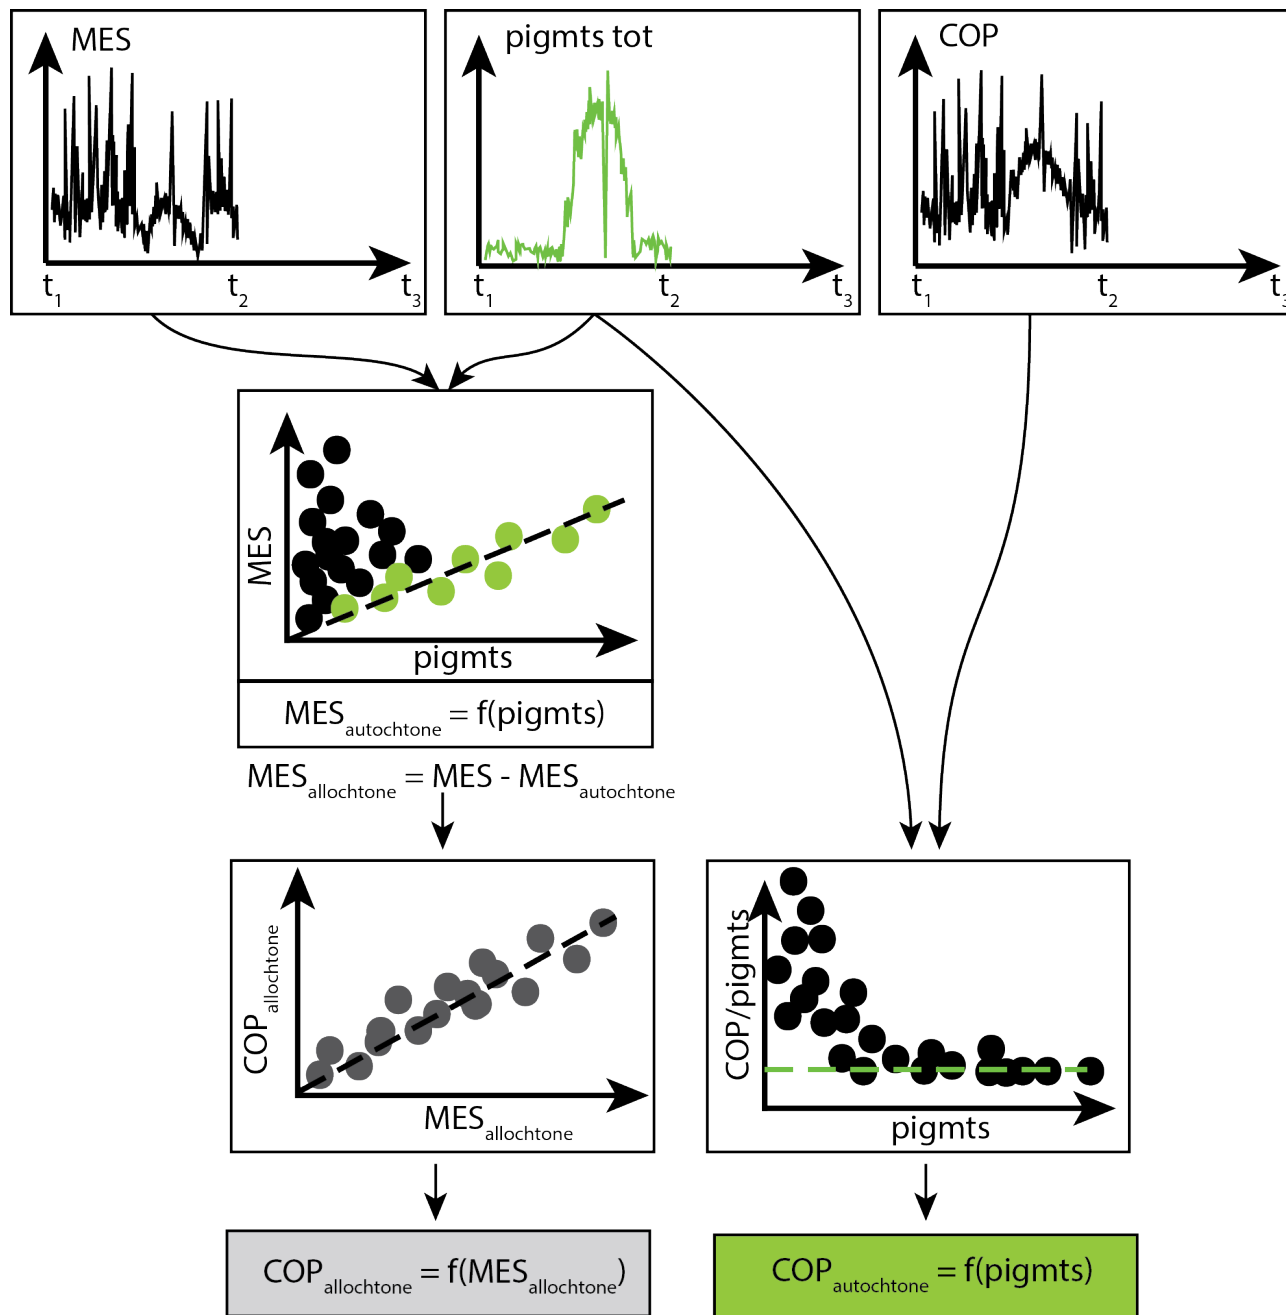 MES
t1 t2 t3
pigmts tot
t1 t2 t3
COP
t1 t2 t3
MES
pigmts
MESautochtone = f(pigmts)
MESallochtone = MES - MESautochtone
COPallochtone
MESallochtone
COP/pigmts
pigmts
COPallochtone = f(MESallochtone)
COPautochtone = f(pigmts)